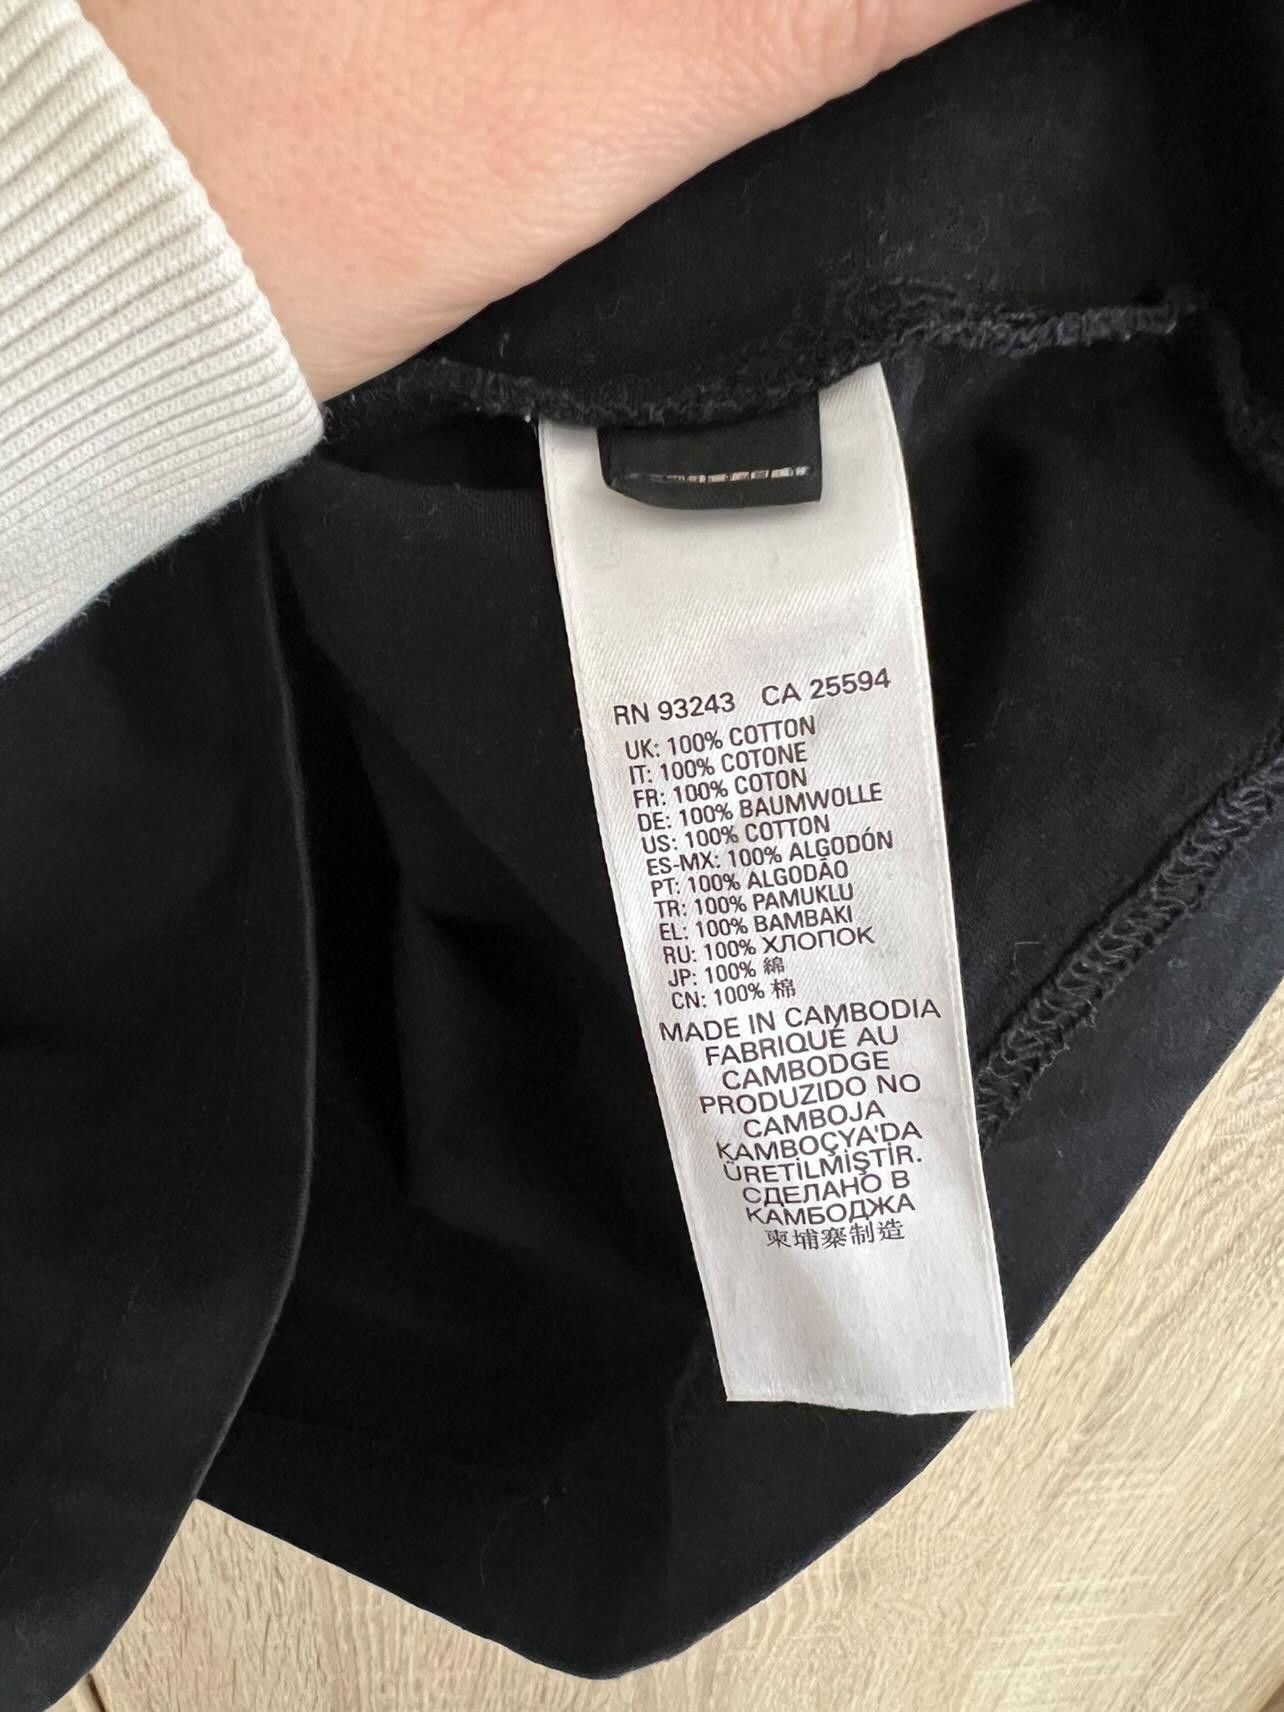 RN 93243 CA 25594
UK: 100% COTTON
IT: 100% COTONE
FR: 100% COTON
DE: 100% BAUMWOLLE
US: 100% COTTON
ES-MX: 100% ALGODÓN
PT: 100% ALGODÃO
TR: 100% PAMUKLU
EL: 100% BAMBAKI
RU: 100% ХЛОПОК
JP: 100% 綿
CN: 100% 棉
MADE IN CAMBODIA
FABRIQUÉ AU
CAMBODGE
PRODUZIDO NO
CAMBOJA
KAMBOÇYA'DA
ÜRETİLMİŞTİR.
СДЕЛАНО В
КАМБОДЖА
柬埔寨制造